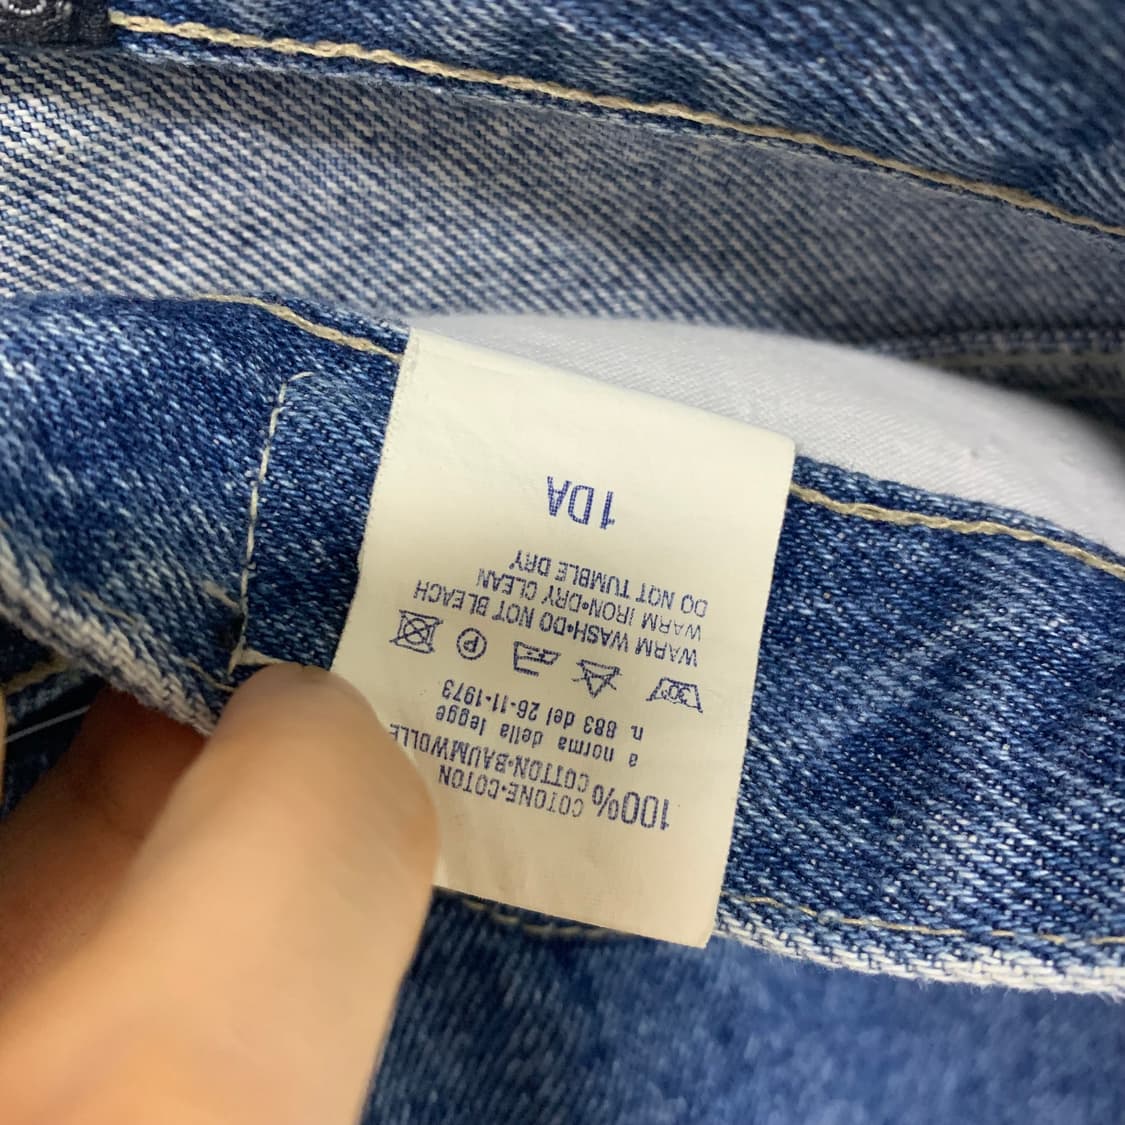 100% COTONE•COTON
COTTON•BAUMWOLLE
a norma della legge
n. 883 del 26-11-1973
30°
P
WARM WASH•DO NOT BLEACH
WARM IRON•DRY CLEAN
DO NOT TUMBLE DRY
1DA